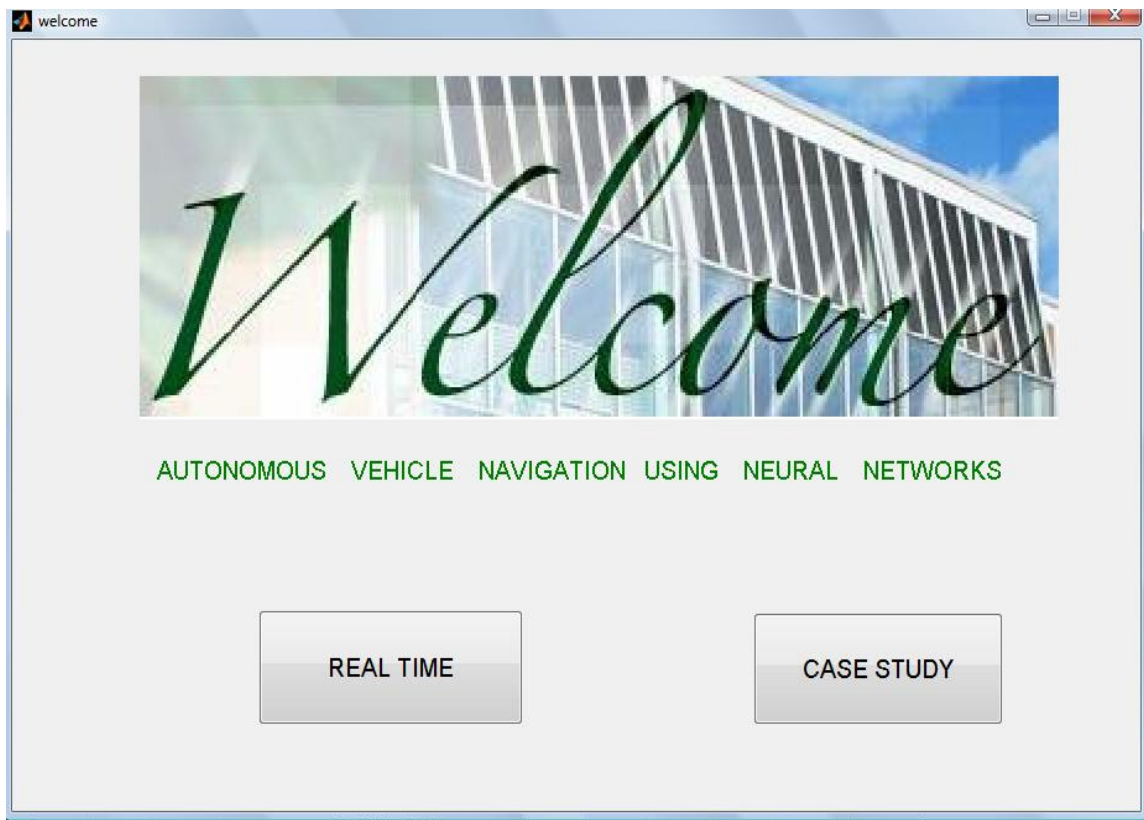 welcome
Welcome
AUTONOMOUS VEHICLE NAVIGATION USING NEURAL NETWORKS
REAL TIME
CASE STUDY